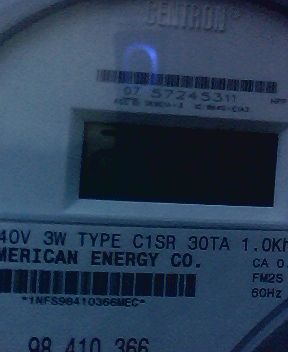 CENTRON®
07 57245311
40V 3W TYPE C1SR 30TA 1.0Kh
MERICAN ENERGY CO.
CA 0.
FM2S
60Hz
*1NFS98410366MEC*
98 410 366